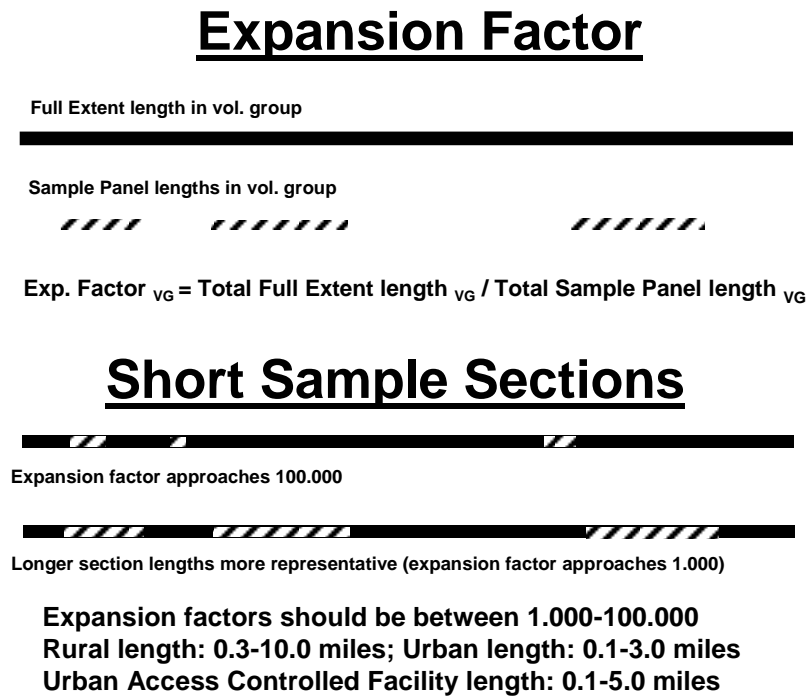 Expansion Factor
Full Extent length in vol. group
Sample Panel lengths in vol. group
Exp. Factor VG = Total Full Extent length VG / Total Sample Panel length VG
Short Sample Sections
Expansion factor approaches 100.000
Longer section lengths more representative (expansion factor approaches 1.000)
Expansion factors should be between 1.000-100.000
Rural length: 0.3-10.0 miles; Urban length: 0.1-3.0 miles
Urban Access Controlled Facility length: 0.1-5.0 miles